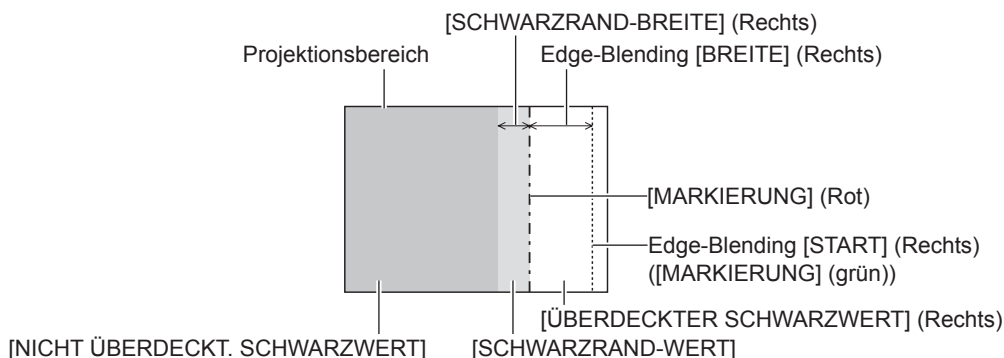 [SCHWARZRAND-BREITE] (Rechts)
Projektionsbereich
Edge-Blending [BREITE] (Rechts)
[MARKIERUNG] (Rot)
Edge-Blending [START] (Rechts)
([MARKIERUNG] (grün))
[ÜBERDECKTER SCHWARZWERT] (Rechts)
[NICHT ÜBERDECKT. SCHWARZWERT]
[SCHWARZRAND-WERT]